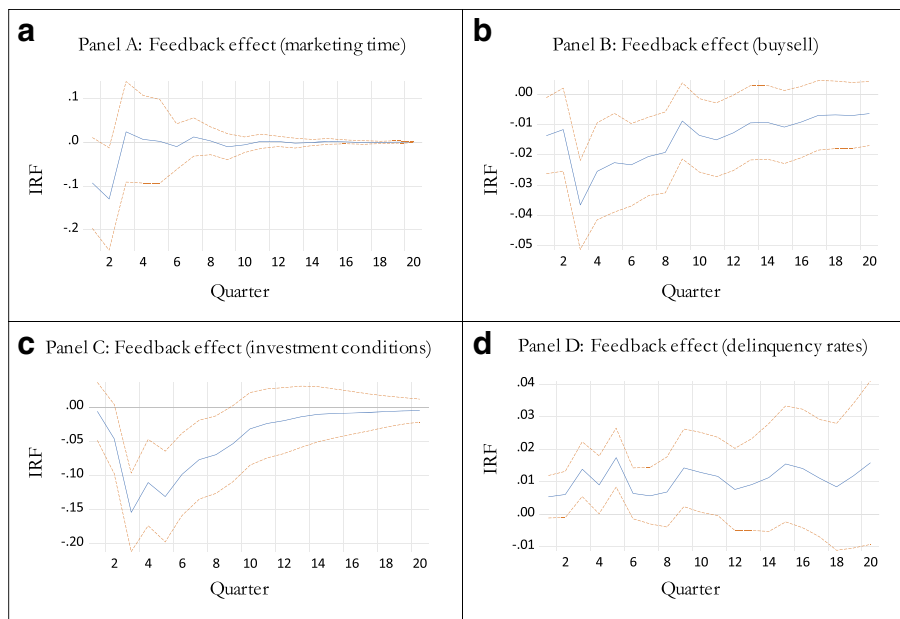 a
Panel A: Feedback effect (marketing time)
.1
.0
-.1
-.2
IRF
2 4 6 8 10 12 14 16 18 20
Quarter
b
Panel B: Feedback effect (buysell)
.00
-.01
-.02
-.03
-.04
-.05
IRF
2 4 6 8 10 12 14 16 18 20
Quarter
c
Panel C: Feedback effect (investment conditions)
.00
-.05
-.10
-.15
-.20
IRF
2 4 6 8 10 12 14 16 18 20
Quarter
d
Panel D: Feedback effect (delinquency rates)
.04
.03
.02
.01
.00
-.01
IRF
2 4 6 8 10 12 14 16 18 20
Quarter